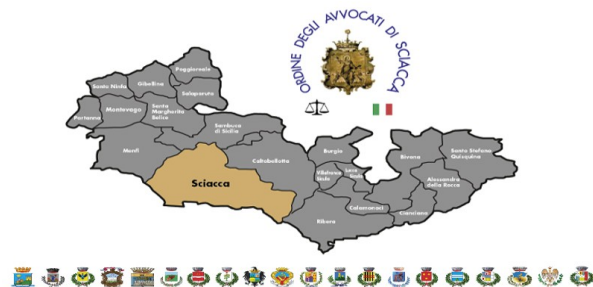 ORDINE DEGLI AVVOCATI DI SCIACCA
Poggioreale
Santa Ninfa
Gibellina
Salaparuta
Partanna
Montevago
Santa
Margherita
Belice
Sambuca
di Sicilia
Menfi
Caltabellotta
Sciacca
Burgio
Villafranca
Sicula
Lucca
Sicula
Bivona
Santo Stefano
Quisquina
Alessandria
della Rocca
Calamonaci
Cianciana
Ribera